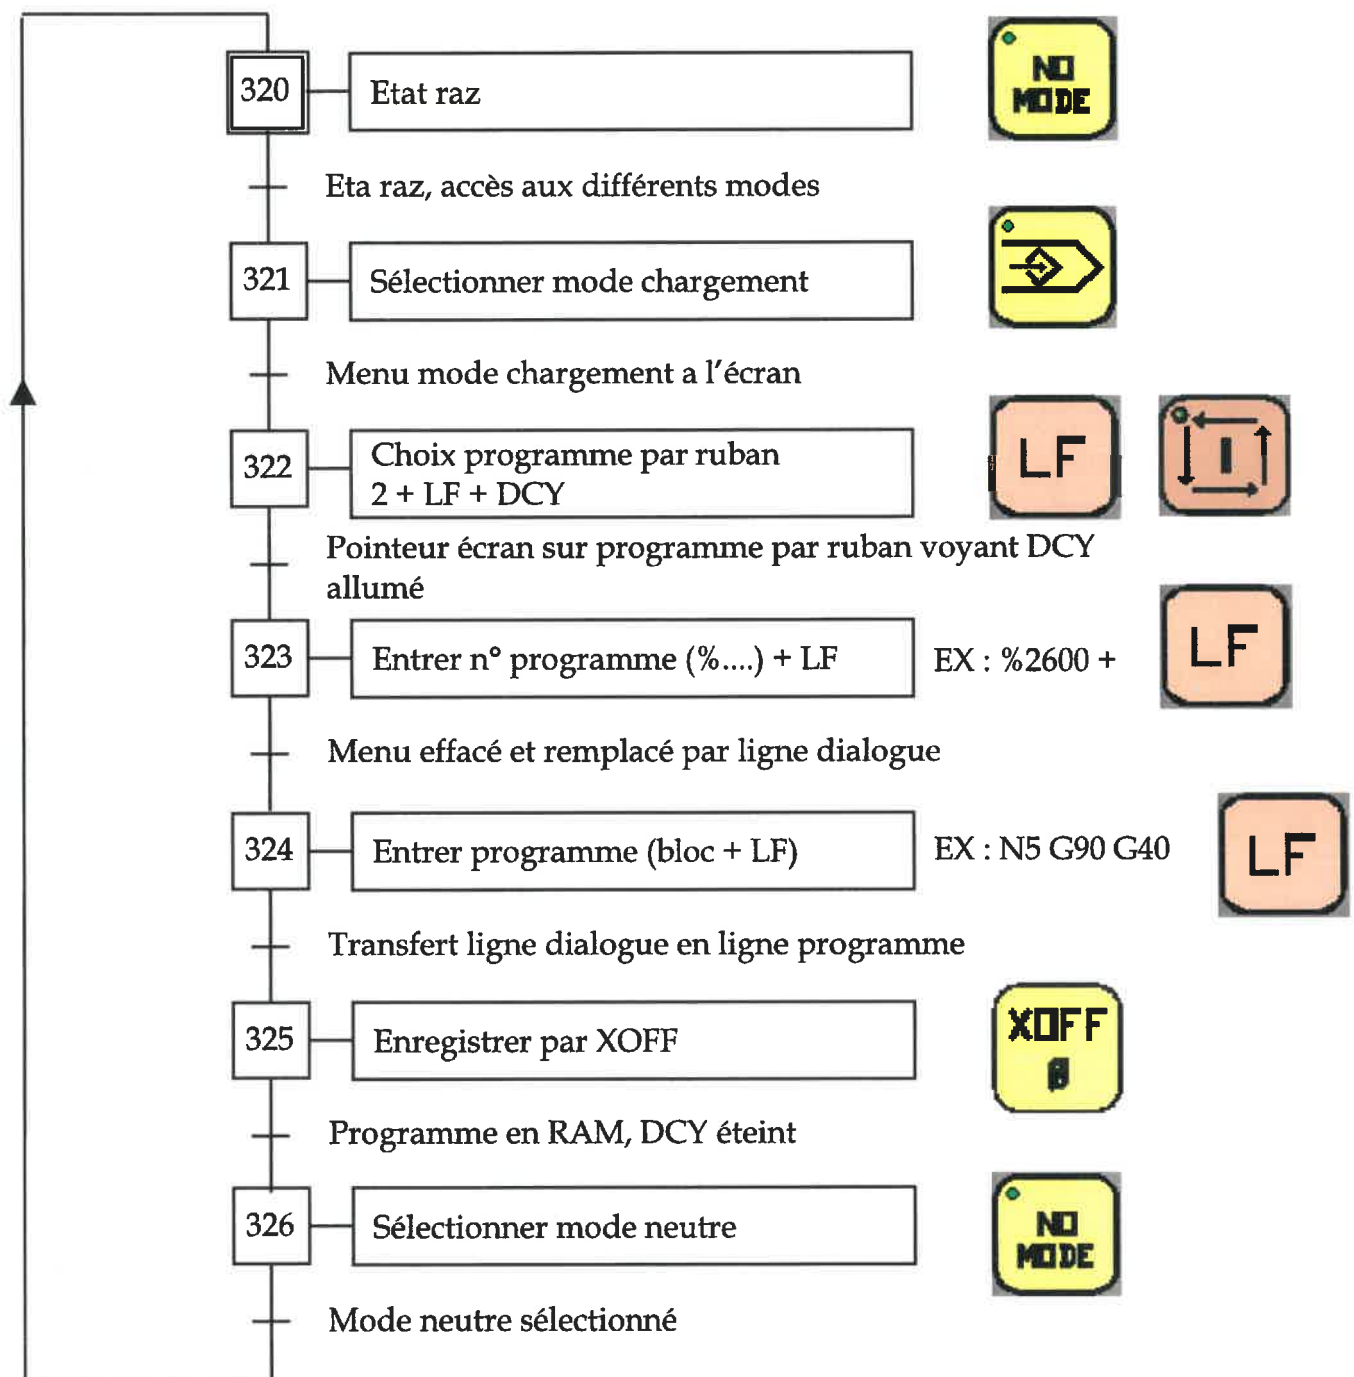 320
Etat raz
NO
MODE
Eta raz, accès aux différents modes
321
Sélectionner mode chargement
Menu mode chargement a l'écran
322
Choix programme par ruban
2 + LF + DCY
LF
Pointeur écran sur programme par ruban voyant DCY
allumé
323
Entrer n° programme (%....) + LF
EX : %2600 +
LF
Menu effacé et remplacé par ligne dialogue
324
Entrer programme (bloc + LF)
EX : N5 G90 G40
LF
Transfert ligne dialogue en ligne programme
325
Enregistrer par XOFF
XOFF
Programme en RAM, DCY éteint
326
Sélectionner mode neutre
NO
MODE
Mode neutre sélectionné